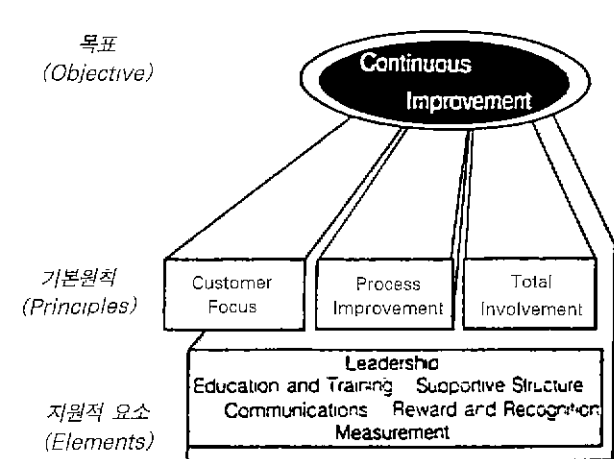 목표
(Objective)
Continuous
Improvement
기본원칙
(Principles)
Customer
Focus
Process
Improvement
Total
Involvement
지원적 요소
(Elements)
Leadership
Education and Training Supportive Structure
Communications Reward and Recognition
Measurement